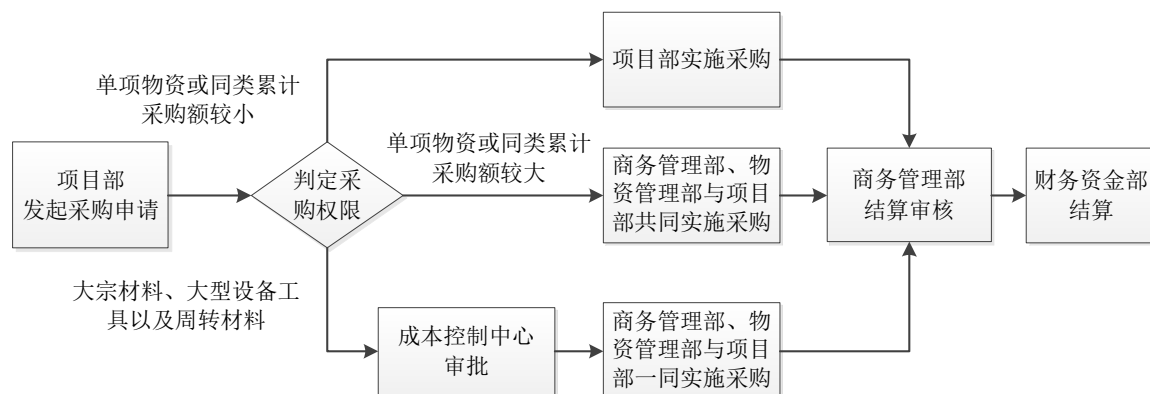 项目部实施采购
单项物资或同类累计
采购额较小
单项物资或同类累计
采购额较大
项目部
发起采购申请
判定采
购权限
商务管理部、物
资管理部与项目
部共同实施采购
商务管理部
结算审核
财务资金部
结算
大宗材料、大型设备工
具以及周转材料
成本控制中心
审批
商务管理部、物
资管理部与项目
部一同实施采购